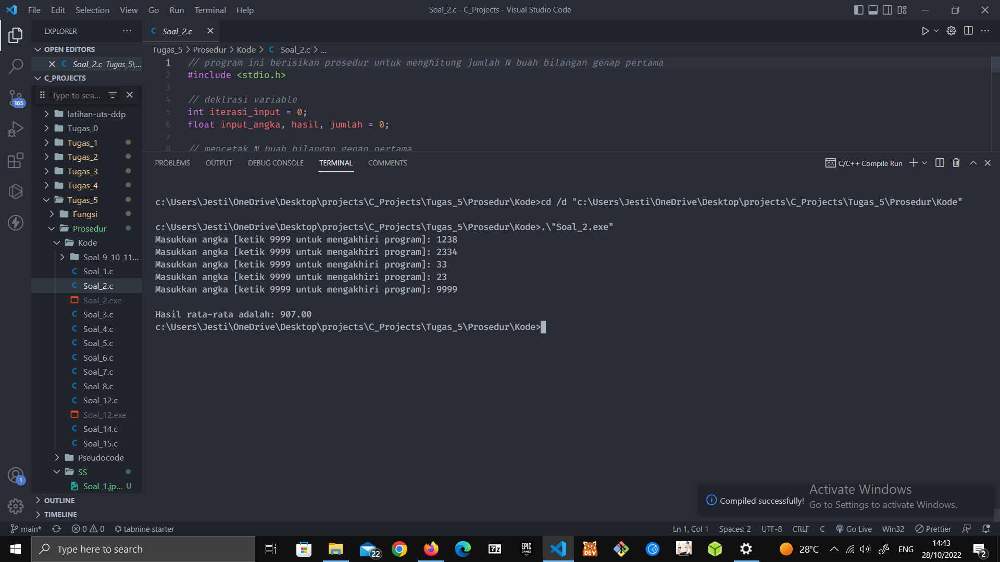 File Edit Selection View Go Run Terminal Help
Soal_2.c - C_Projects - Visual Studio Code
EXPLORER
Soal_2.c
OPEN EDITORS
Soal_2.c Tugas_5\...
C_PROJECTS
Type to sea...
latihan-uts-ddp
Tugas_0
Tugas_1
Tugas_2
Tugas_3
Tugas_4
Tugas_5
Fungsi
Prosedur
Kode
Soal_9_10_11...
Soal_1.c
Soal_2.c
Soal_2.exe
Soal_3.c
Soal_4.c
Soal_5.c
Soal_6.c
Soal_7.c
Soal_8.c
Soal_12.c
Soal_12.exe
Soal_14.c
Soal_15.c
Pseudocode
SS
Soal_1.jp... U
OUTLINE
TIMELINE
165
1
Tugas_5 > Prosedur > Kode > C Soal_2.c > ...
1 // program ini berisikan prosedur untuk menghitung jumlah N buah bilangan genap pertama
2 #include <stdio.h>
3
4 // deklrasi variable
5 int iterasi_input = 0;
6 float input_angka, hasil, jumlah = 0;
7
8 // mencetak N buah bilangan genap pertama
PROBLEMS OUTPUT DEBUG CONSOLE TERMINAL COMMENTS
C/C++ Compile Run
c:\Users\Jesti\OneDrive\Desktop\projects\C_Projects\Tugas_5\Prosedur\Kode>cd /d "c:\Users\Jesti\OneDrive\Desktop\projects\C_Projects\Tugas_5\Prosedur\Kode"
c:\Users\Jesti\OneDrive\Desktop\projects\C_Projects\Tugas_5\Prosedur\Kode>.\"Soal_2.exe"
Masukkan angka [ketik 9999 untuk mengakhiri program]: 1238
Masukkan angka [ketik 9999 untuk mengakhiri program]: 2334
Masukkan angka [ketik 9999 untuk mengakhiri program]: 33
Masukkan angka [ketik 9999 untuk mengakhiri program]: 23
Masukkan angka [ketik 9999 untuk mengakhiri program]: 9999
Hasil rata-rata adalah: 907.00
c:\Users\Jesti\OneDrive\Desktop\projects\C_Projects\Tugas_5\Prosedur\Kode>
Activate Windows
Compiled successfully!
Go to Settings to activate Windows.
main* 0 0 tabnine starter
Ln 1, Col 1 Spaces: 2 UTF-8 CRLF C Go Live Win32 Prettier
Type here to search
22
7z
EPIC GAMES
DEV
28°C
ENG
14:43
28/10/2022
2